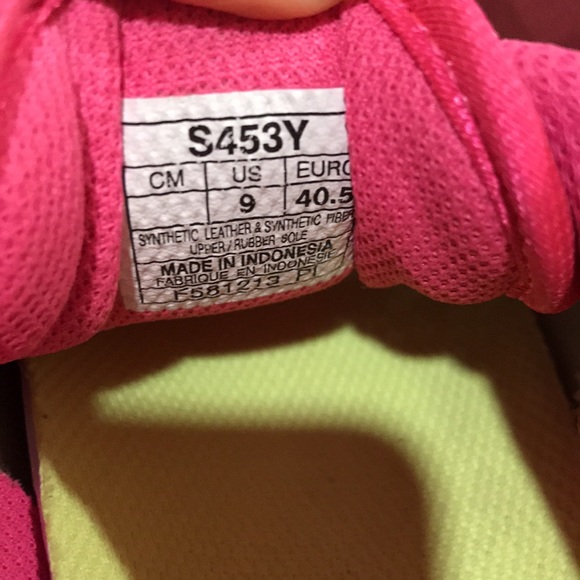 S453Y
CM US EURO
9 40.5
SYNTHETIC LEATHER & SYNTHETIC FIBER
UPPER/RUBBER SOLE
MADE IN INDONESIA
FABRIQUE EN INDONESIE
F581213 PI